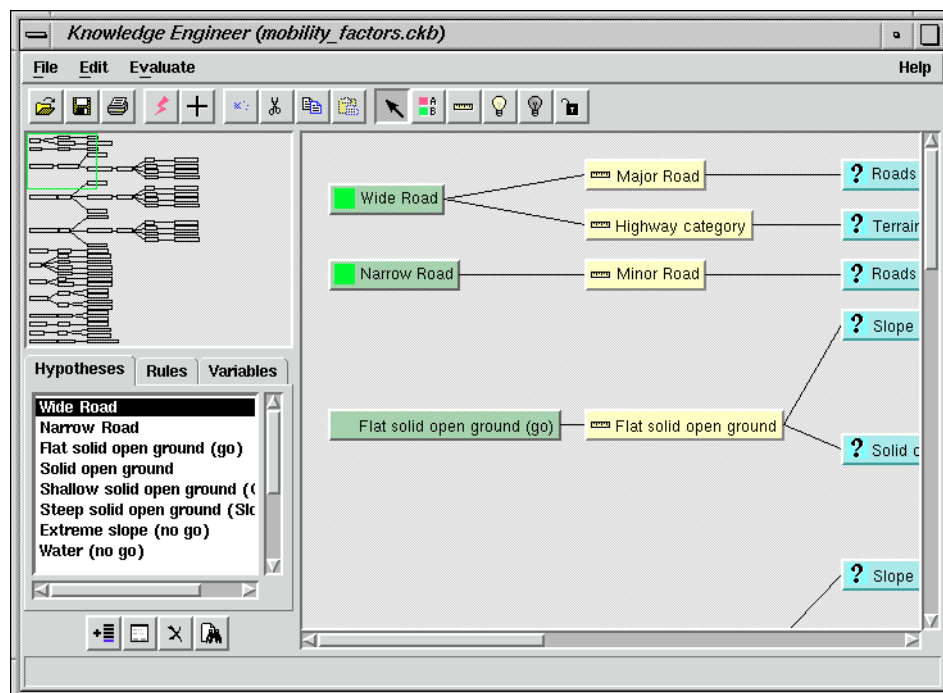 Knowledge Engineer (mobility_factors.ckb)
File Edit Evaluate Help
A
B
Wide Road
Major Road
? Roads
Highway category
? Terrain
Narrow Road
Minor Road
? Roads
? Slope
Flat solid open ground (go)
Flat solid open ground
? Solid
? Slope
Hypotheses Rules Variables
Wide Road
Narrow Road
Flat solid open ground (go)
Solid open ground
Shallow solid open ground (
Steep solid open ground (Slo
Extreme slope (no go)
Water (no go)